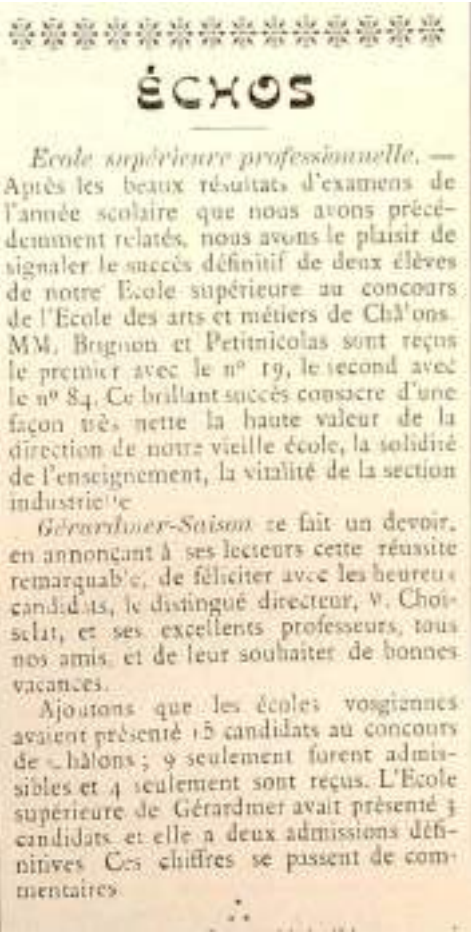 ÉCHOS
Ecole supérieure professionnelle. —
Après les beaux résultats d'examens de
l'année scolaire que nous avons précé-
demment relatés, nous avons le plaisir de
signaler le succès définitif de deux élèves
de notre Ecole supérieure au concours
de l'Ecole des arts et métiers de Châlons.
MM. Brignon et Petitnicolas sont reçus
le premier avec le nº 19, le second avec
le nº 84. Ce brillant succès consacre d'une
façon très nette la haute valeur de la
direction de notre vieille école, la solidité
de l'enseignement, la vitalité de la section
industrielle
Gérardmer-Saison se fait un devoir,
en annonçant à ses lecteurs cette réussite
remarquable, de féliciter avec les heureux
candidats, le distingué directeur, M. Choi-
selat, et ses excellents professeurs, tous
nos amis, et de leur souhaiter de bonnes
vacances.
Ajoutons que les écoles vosgiennes
avaient présenté candidats au concours
de Châlons ; 9 seulement furent admis-
sibles et 4 seulement sont reçus. L'Ecole
supérieure de Gérardmer avait présenté 3
candidats et elle a deux admissions défi-
nitives Ces chiffres se passent de com-
mentaires